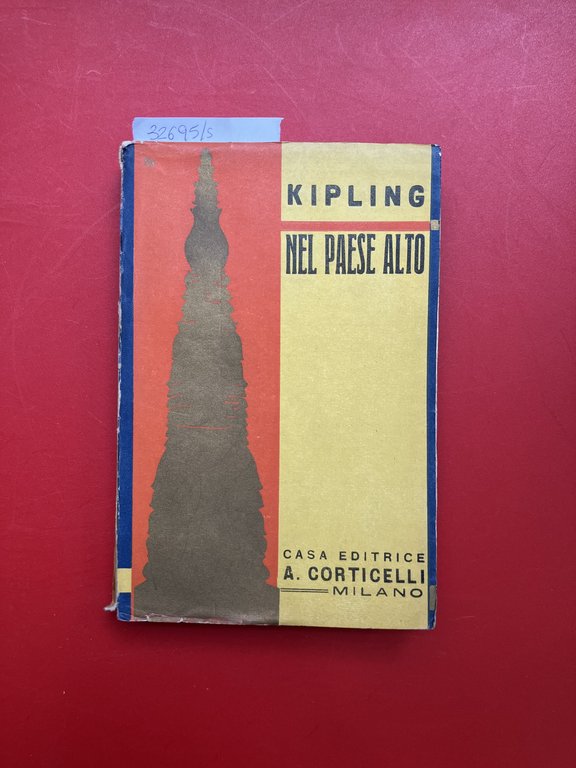 32695/s
KIPLING
NEL PAESE ALTO
CASA EDITRICE
A. CORTICELLI
MILANO